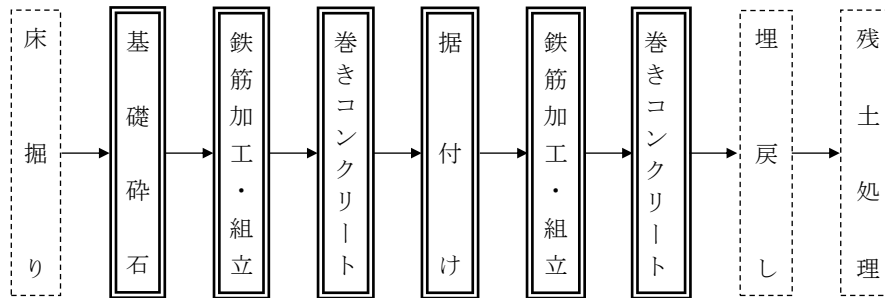 床掘り
基礎砕石
鉄筋加工・組立
巻きコンクリート
据付け
鉄筋加工・組立
巻きコンクリート
埋戻し
残土処理